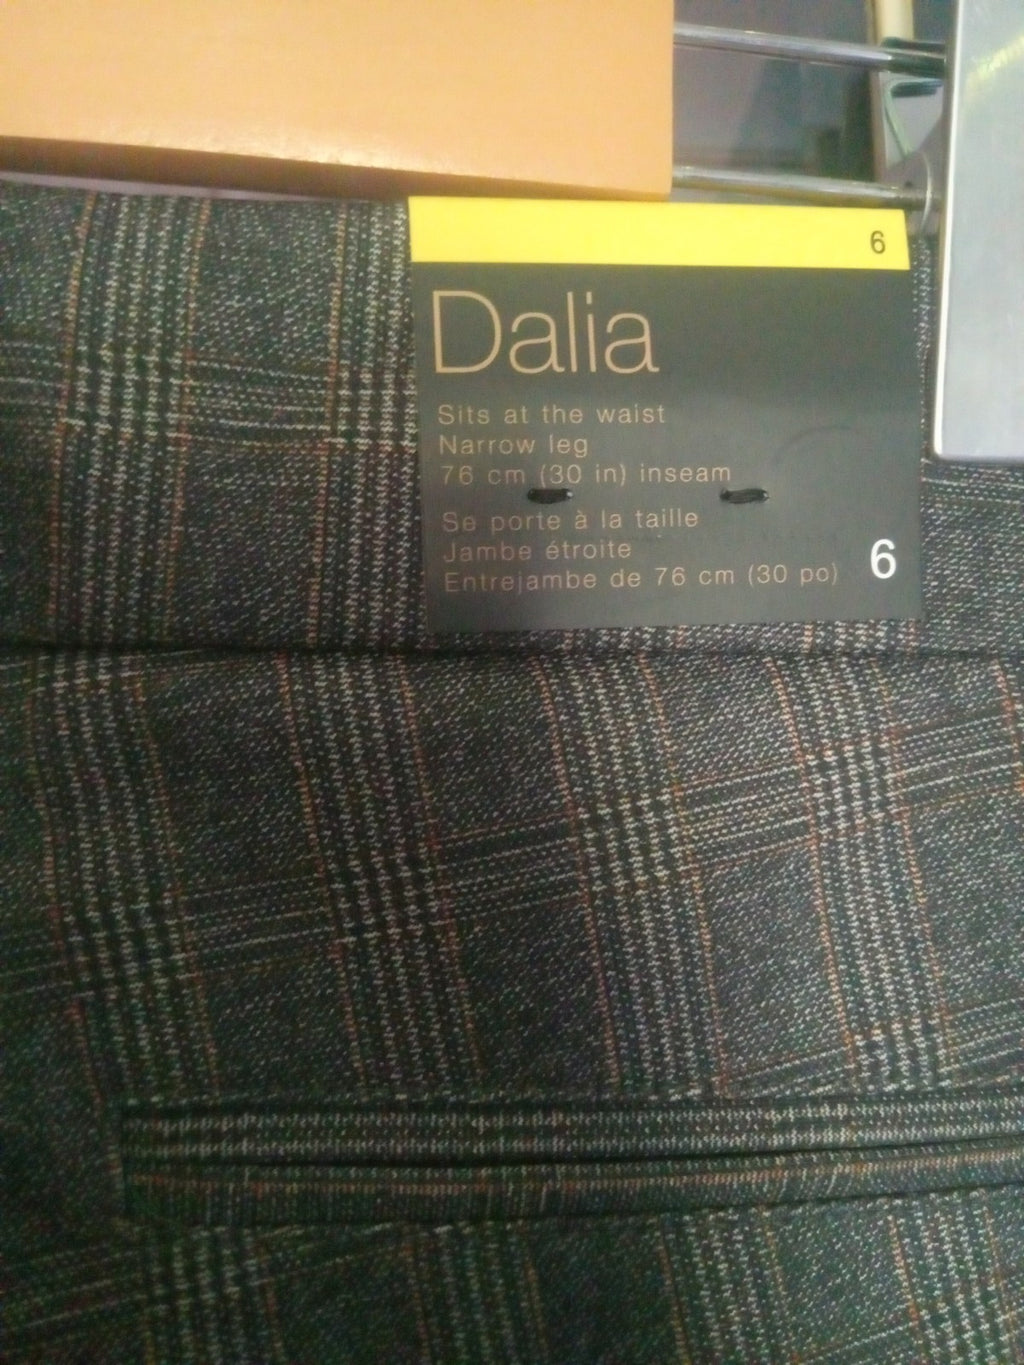 6
Dalia
Sits at the waist
Narrow leg
76 cm (30 in) inseam
Se porte à la taille
Jambe étroite
Entrejambe de 76 cm (30 po)
6